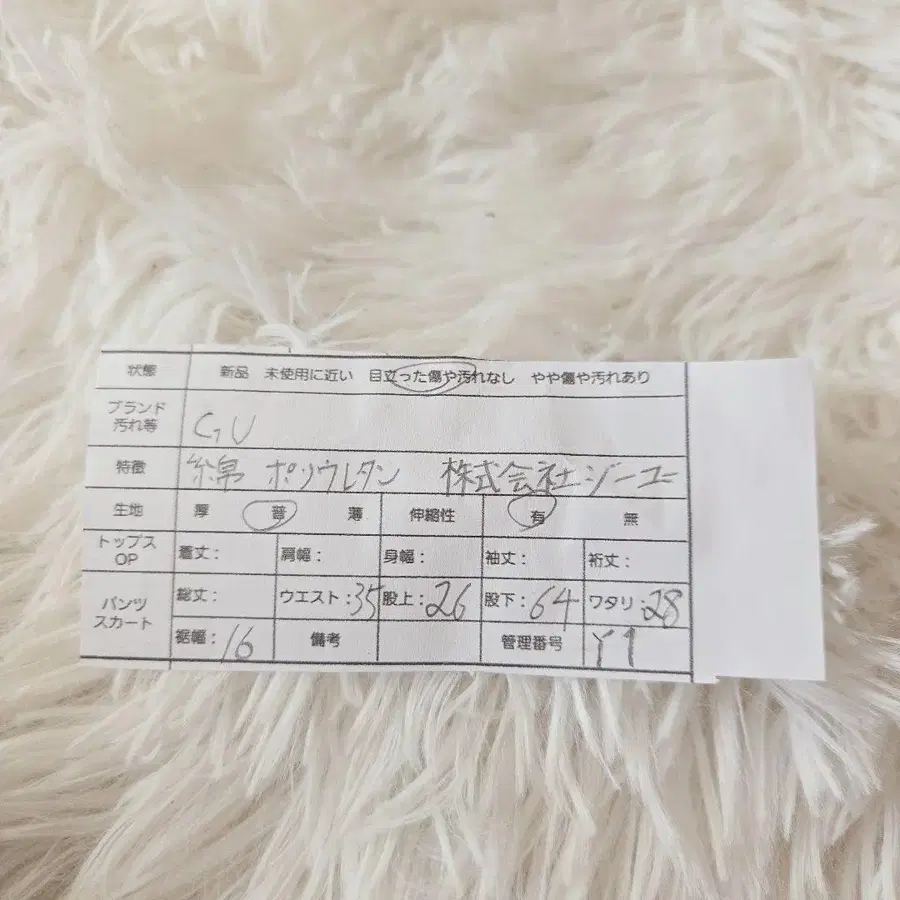 状態 新品 未使用に近い 目立った傷や汚れなし やや傷や汚れあり
ブランド
汚れ等 GU
特徴 綿 ポリウレタン 株式会社ジーユー
生地 厚 普 薄 伸縮性 有 無
トップス
OP 着丈: 肩幅: 身幅: 袖丈: 裄丈:
パンツ
スカート 総丈: ウエスト:35 股上:26 股下:64 ワタリ:28
裾幅:16 備考 管理番号 Y1